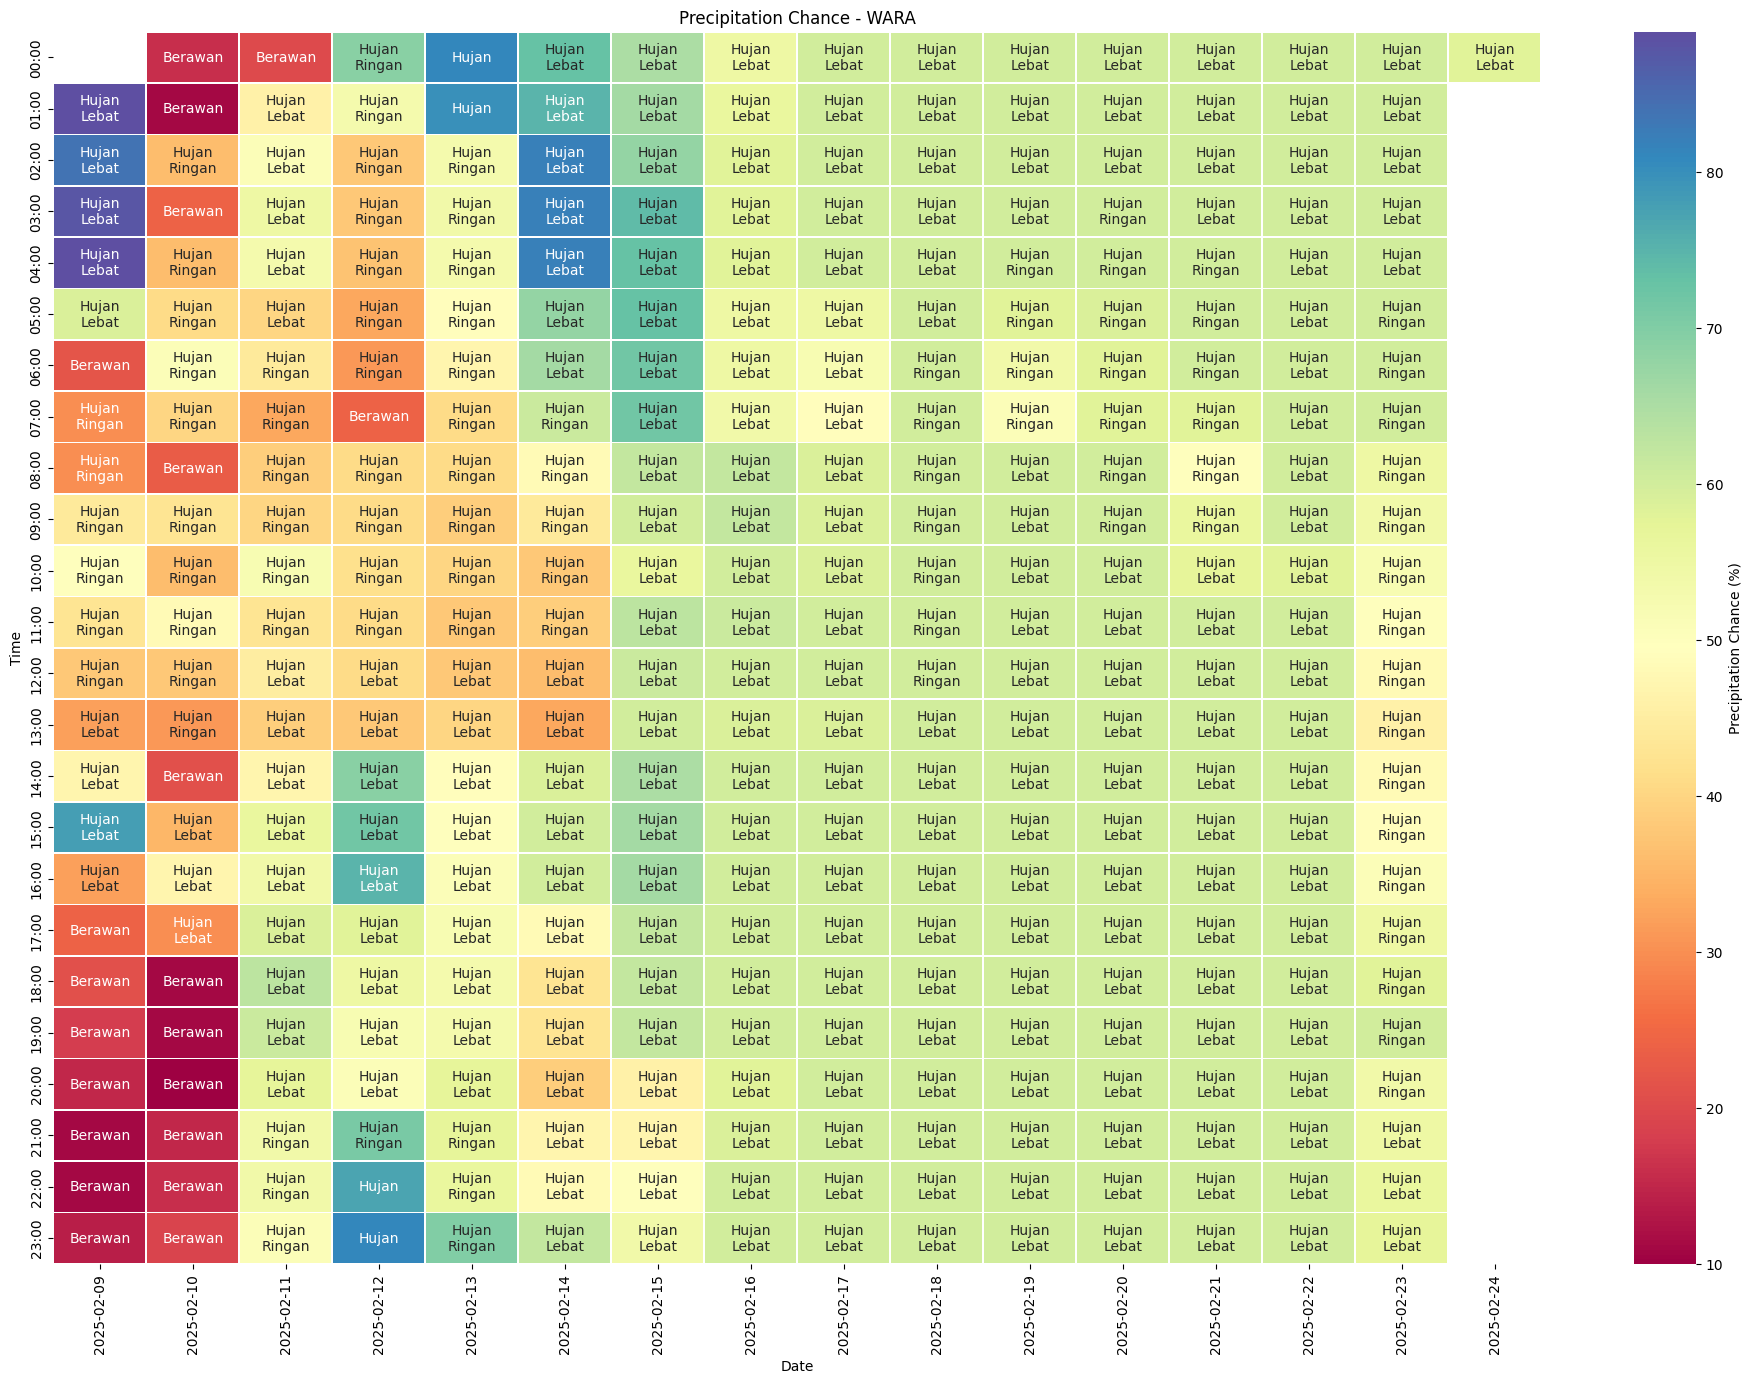 Precipitation Chance - WARA
00:00 Berawan Berawan Hujan Ringan Hujan Hujan Lebat Hujan Lebat Hujan Lebat Hujan Lebat Hujan Lebat Hujan Lebat Hujan Lebat Hujan Lebat Hujan Lebat Hujan Lebat Hujan Lebat
01:00 Hujan Lebat Berawan Hujan Lebat Hujan Ringan Hujan Hujan Lebat Hujan Lebat Hujan Lebat Hujan Lebat Hujan Lebat Hujan Lebat Hujan Lebat Hujan Lebat Hujan Lebat Hujan Lebat
02:00 Hujan Lebat Hujan Ringan Hujan Lebat Hujan Ringan Hujan Ringan Hujan Lebat Hujan Lebat Hujan Lebat Hujan Lebat Hujan Lebat Hujan Lebat Hujan Lebat Hujan Lebat Hujan Lebat Hujan Lebat
03:00 Hujan Lebat Berawan Hujan Lebat Hujan Ringan Hujan Ringan Hujan Lebat Hujan Lebat Hujan Lebat Hujan Lebat Hujan Lebat Hujan Lebat Hujan Ringan Hujan Lebat Hujan Lebat Hujan Lebat
04:00 Hujan Lebat Hujan Ringan Hujan Lebat Hujan Ringan Hujan Ringan Hujan Lebat Hujan Lebat Hujan Lebat Hujan Lebat Hujan Lebat Hujan Ringan Hujan Ringan Hujan Ringan Hujan Lebat Hujan Lebat
05:00 Hujan Lebat Hujan Ringan Hujan Lebat Hujan Ringan Hujan Ringan Hujan Lebat Hujan Lebat Hujan Lebat Hujan Lebat Hujan Lebat Hujan Ringan Hujan Ringan Hujan Ringan Hujan Lebat Hujan Ringan
06:00 Berawan Hujan Ringan Hujan Ringan Hujan Ringan Hujan Ringan Hujan Lebat Hujan Lebat Hujan Lebat Hujan Lebat Hujan Ringan Hujan Ringan Hujan Ringan Hujan Ringan Hujan Lebat Hujan Ringan
07:00 Hujan Ringan Hujan Ringan Hujan Ringan Berawan Hujan Ringan Hujan Ringan Hujan Lebat Hujan Lebat Hujan Lebat Hujan Ringan Hujan Ringan Hujan Ringan Hujan Ringan Hujan Lebat Hujan Ringan
08:00 Hujan Ringan Berawan Hujan Ringan Hujan Ringan Hujan Ringan Hujan Ringan Hujan Lebat Hujan Lebat Hujan Lebat Hujan Lebat Hujan Lebat Hujan Ringan Hujan Ringan Hujan Lebat Hujan Ringan
09:00 Hujan Ringan Hujan Ringan Hujan Ringan Hujan Ringan Hujan Ringan Hujan Ringan Hujan Lebat Hujan Lebat Hujan Lebat Hujan Ringan Hujan Lebat Hujan Ringan Hujan Ringan Hujan Lebat Hujan Ringan
10:00 Hujan Ringan Hujan Ringan Hujan Ringan Hujan Ringan Hujan Ringan Hujan Ringan Hujan Lebat Hujan Lebat Hujan Lebat Hujan Ringan Hujan Lebat Hujan Lebat Hujan Lebat Hujan Lebat Hujan Ringan
11:00 Hujan Ringan Hujan Ringan Hujan Ringan Hujan Ringan Hujan Ringan Hujan Ringan Hujan Lebat Hujan Lebat Hujan Lebat Hujan Ringan Hujan Lebat Hujan Lebat Hujan Lebat Hujan Lebat Hujan Ringan
12:00 Hujan Ringan Hujan Ringan Hujan Lebat Hujan Lebat Hujan Lebat Hujan Lebat Hujan Lebat Hujan Lebat Hujan Lebat Hujan Ringan Hujan Lebat Hujan Lebat Hujan Lebat Hujan Lebat Hujan Ringan
13:00 Hujan Lebat Hujan Ringan Hujan Lebat Hujan Lebat Hujan Lebat Hujan Lebat Hujan Lebat Hujan Lebat Hujan Lebat Hujan Lebat Hujan Lebat Hujan Lebat Hujan Lebat Hujan Lebat Hujan Ringan
14:00 Hujan Lebat Berawan Hujan Lebat Hujan Lebat Hujan Lebat Hujan Lebat Hujan Lebat Hujan Lebat Hujan Lebat Hujan Lebat Hujan Lebat Hujan Lebat Hujan Lebat Hujan Lebat Hujan Ringan
15:00 Hujan Lebat Hujan Lebat Hujan Lebat Hujan Lebat Hujan Lebat Hujan Lebat Hujan Lebat Hujan Lebat Hujan Lebat Hujan Lebat Hujan Lebat Hujan Lebat Hujan Lebat Hujan Lebat Hujan Ringan
16:00 Hujan Lebat Hujan Lebat Hujan Lebat Hujan Lebat Hujan Lebat Hujan Lebat Hujan Lebat Hujan Lebat Hujan Lebat Hujan Lebat Hujan Lebat Hujan Lebat Hujan Lebat Hujan Lebat Hujan Ringan
17:00 Berawan Hujan Lebat Hujan Lebat Hujan Lebat Hujan Lebat Hujan Lebat Hujan Lebat Hujan Lebat Hujan Lebat Hujan Lebat Hujan Lebat Hujan Lebat Hujan Lebat Hujan Lebat Hujan Ringan
18:00 Berawan Berawan Hujan Lebat Hujan Lebat Hujan Lebat Hujan Lebat Hujan Lebat Hujan Lebat Hujan Lebat Hujan Lebat Hujan Lebat Hujan Lebat Hujan Lebat Hujan Lebat Hujan Ringan
19:00 Berawan Berawan Hujan Lebat Hujan Lebat Hujan Lebat Hujan Lebat Hujan Lebat Hujan Lebat Hujan Lebat Hujan Lebat Hujan Lebat Hujan Lebat Hujan Lebat Hujan Lebat Hujan Ringan
20:00 Berawan Berawan Hujan Lebat Hujan Lebat Hujan Lebat Hujan Lebat Hujan Lebat Hujan Lebat Hujan Lebat Hujan Lebat Hujan Lebat Hujan Lebat Hujan Lebat Hujan Lebat Hujan Ringan
21:00 Berawan Berawan Hujan Ringan Hujan Ringan Hujan Ringan Hujan Lebat Hujan Lebat Hujan Lebat Hujan Lebat Hujan Lebat Hujan Lebat Hujan Lebat Hujan Lebat Hujan Lebat Hujan Lebat
22:00 Berawan Berawan Hujan Ringan Hujan Hujan Ringan Hujan Lebat Hujan Lebat Hujan Lebat Hujan Lebat Hujan Lebat Hujan Lebat Hujan Lebat Hujan Lebat Hujan Lebat Hujan Lebat
23:00 Berawan Berawan Hujan Ringan Hujan Hujan Ringan Hujan Lebat Hujan Lebat Hujan Lebat Hujan Lebat Hujan Lebat Hujan Lebat Hujan Lebat Hujan Lebat Hujan Lebat Hujan Lebat
Time
2025-02-09 2025-02-10 2025-02-11 2025-02-12 2025-02-13 2025-02-14 2025-02-15 2025-02-16 2025-02-17 2025-02-18 2025-02-19 2025-02-20 2025-02-21 2025-02-22 2025-02-23 2025-02-24
Date
80
70
60
50
40
30
20
10
Precipitation Chance (%)